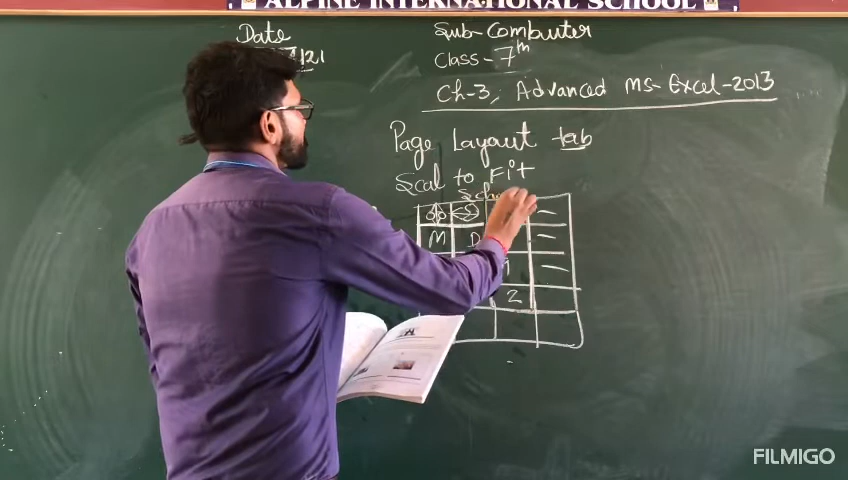 ALPINE INTERNATIONAL SCHOOL
Date
Sub- Computer
121
Class - 7th
Ch-3, Advanced MS-Excel-2013
Page Layout tab
Scal to Fit
M D
2
FILMIGO